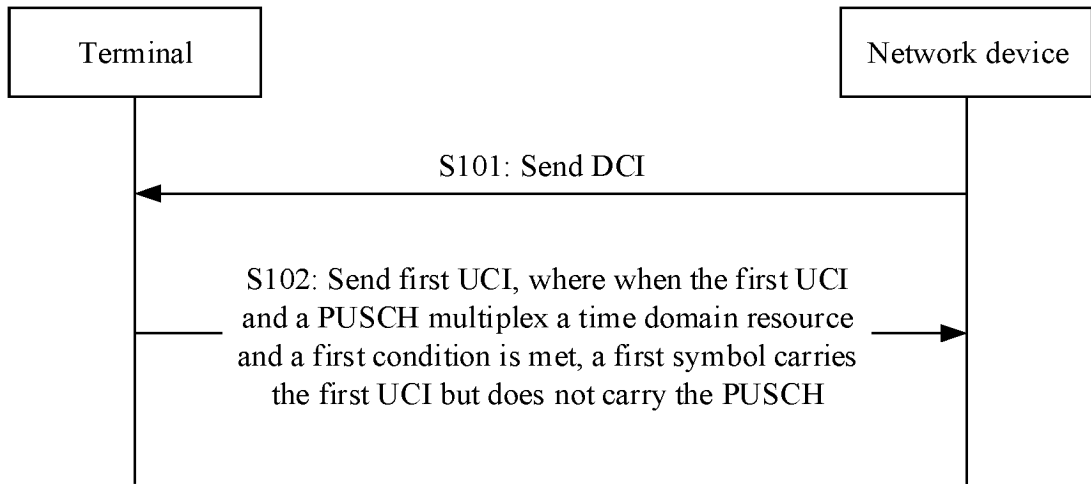 Terminal
Network device
S101: Send DCI
S102: Send first UCI, where when the first UCI
and a PUSCH multiplex a time domain resource
and a first condition is met, a first symbol carries
the first UCI but does not carry the PUSCH